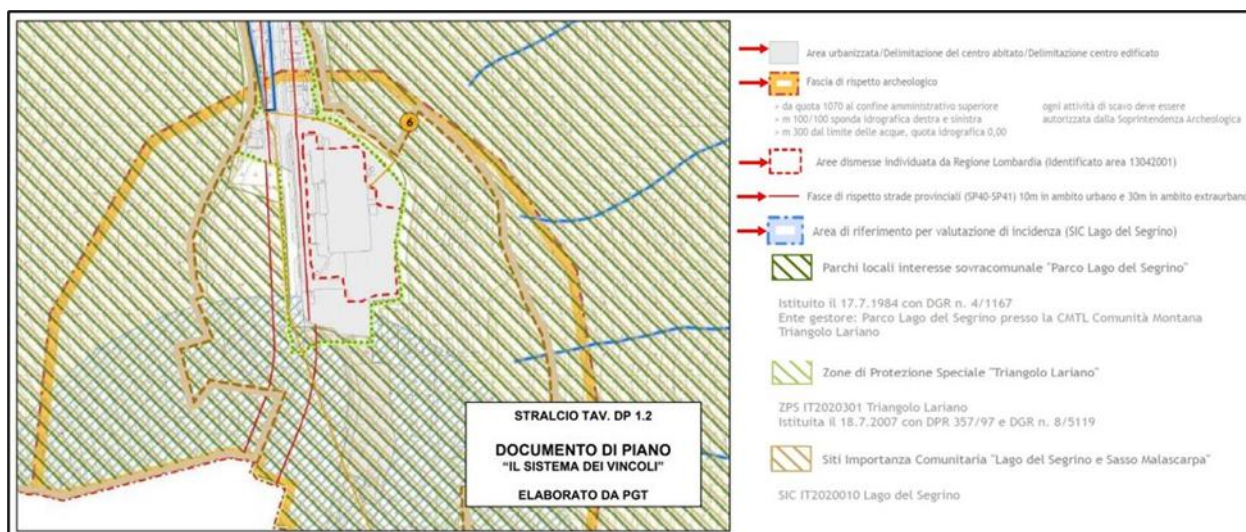 6
STRALCIO TAV. DP 1.2
DOCUMENTO DI PIANO
"IL SISTEMA DEI VINCOLI"
ELABORATO DA PGT
Area urbanizzata/Delimitazione del centro abitato/Delimitazione centro edificato
Fascia di rispetto archeologico
> da quota 1070 al confine amministrativo superiore
> m 100/100 sponda idrografica destra e sinistra
> m 300 dal limite delle acque, quota idrografica 0,00
ogni attività di scavo deve essere
autorizzata dalla Soprintendenza Archeologica
Aree dismesse individuata da Regione Lombardia (Identificato area 13042001)
Fasce di rispetto strade provinciali (SP40-SP41) 10m in ambito urbano e 30m in ambito extraurbano
Area di riferimento per valutazione di incidenza (SIC Lago del Segrino)
Parchi locali interesse sovracomunale "Parco Lago del Segrino"
Istituito il 17.7.1984 con DGR n. 4/1167
Ente gestore: Parco Lago del Segrino presso la CMTL Comunità Montana
Triangolo Lariano
Zone di Protezione Speciale "Triangolo Lariano"
ZPS IT2020301 Triangolo Lariano
Istituita il 18.7.2007 con DPR 357/97 e DGR n. 8/5119
Siti Importanza Comunitaria "Lago del Segrino e Sasso Malascarpa"
SIC IT2020010 Lago del Segrino